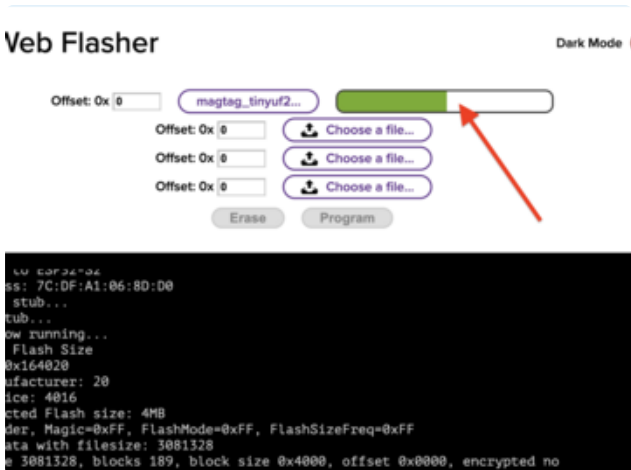 Web Flasher
Dark Mode
Offset: 0x 0 magtag_tinyuf2...
Offset: 0x 0 Choose a file...
Offset: 0x 0 Choose a file...
Offset: 0x 0 Choose a file...
Erase Program
to ESP32-S2
ss: 7C:DF:A1:06:8D:D0
stub...
tub...
ow running...
Flash Size
0x164020
ufacturer: 20
ice: 4016
cted Flash size: 4MB
der, Magic=0xFF, FlashMode=0xFF, FlashSizeFreq=0xFF
ata with filesize: 3081328
e 3081328, blocks 189, block size 0x4000, offset 0x0000, encrypted no